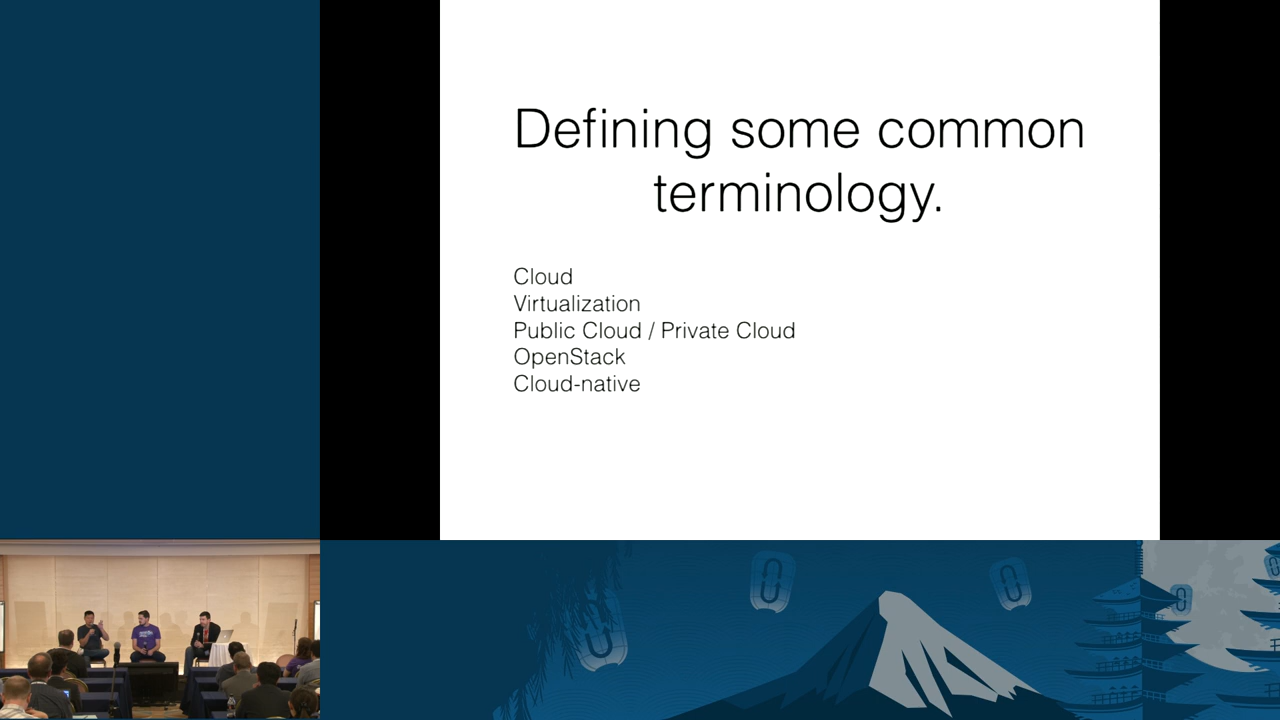 Defining some common
terminology.
Cloud
Virtualization
Public Cloud / Private Cloud
OpenStack
Cloud-native